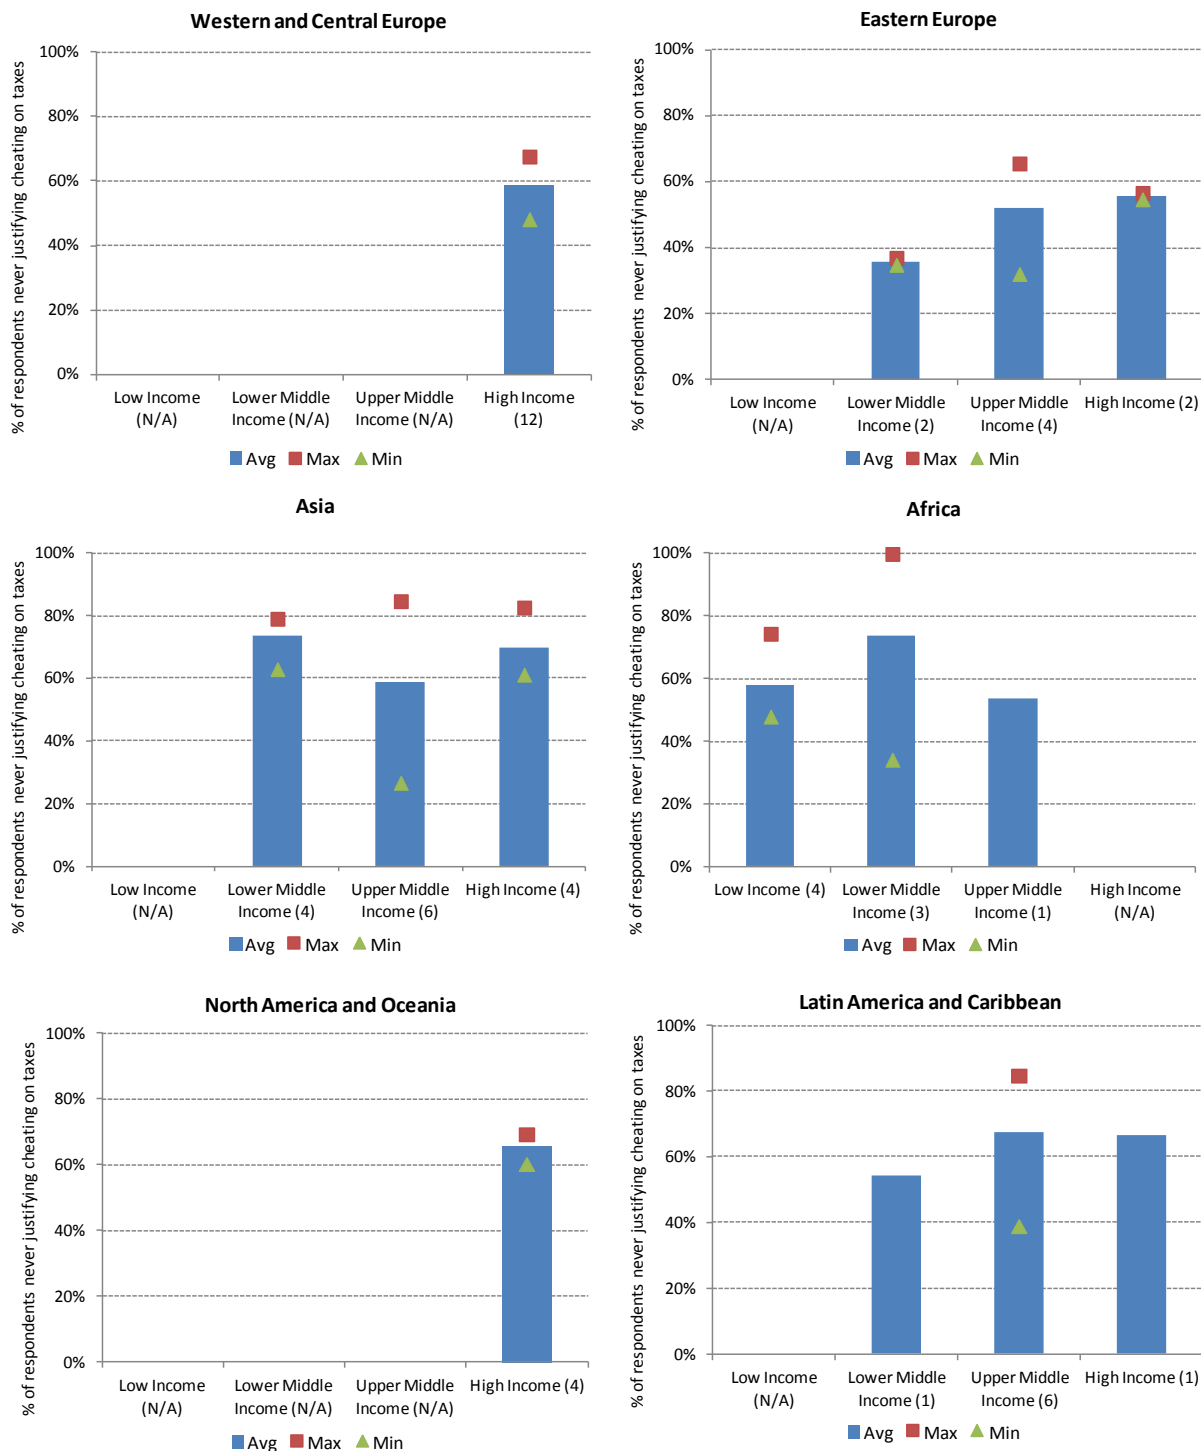 Western and Central Europe
% of respondents never justifying cheating on taxes
100%
80%
60%
40%
20%
0%
Low Income
(N/A)
Lower Middle
Income (N/A)
Upper Middle
Income (N/A)
High Income
(12)
Avg Max Min
Eastern Europe
% of respondents never justifying cheating on taxes
100%
80%
60%
40%
20%
0%
Low Income
(N/A)
Lower Middle
Income (2)
Upper Middle
Income (4)
High Income (2)
Avg Max Min
Asia
% of respondents never justifying cheating on taxes
100%
80%
60%
40%
20%
0%
Low Income
(N/A)
Lower Middle
Income (4)
Upper Middle
Income (6)
High Income (4)
Avg Max Min
Africa
% of respondents never justifying cheating on taxes
100%
80%
60%
40%
20%
0%
Low Income (4)
Lower Middle
Income (3)
Upper Middle
Income (1)
High Income
(N/A)
Avg Max Min
North America and Oceania
% of respondents never justifying cheating on taxes
100%
80%
60%
40%
20%
0%
Low Income
(N/A)
Lower Middle
Income (N/A)
Upper Middle
Income (N/A)
High Income (4)
Avg Max Min
Latin America and Caribbean
% of respondents never justifying cheating on taxes
100%
80%
60%
40%
20%
0%
Low Income
(N/A)
Lower Middle
Income (1)
Upper Middle
Income (6)
High Income (1)
Avg Max Min